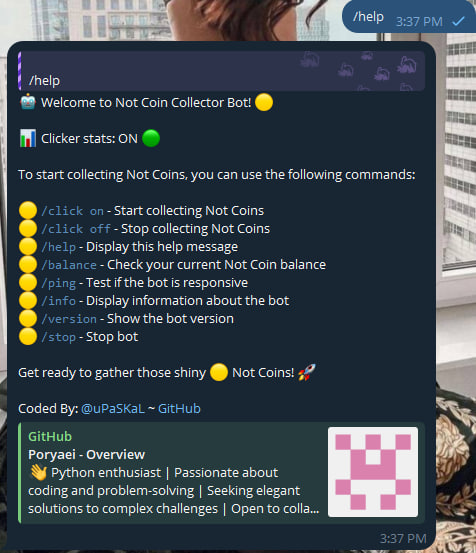 /help 3:37 PM
/help
🤖 Welcome to Not Coin Collector Bot! 🟡
📊 Clicker stats: ON 🟢
To start collecting Not Coins, you can use the following commands:
🟡 /click on - Start collecting Not Coins
🟡 /click off - Stop collecting Not Coins
🟡 /help - Display this help message
🟡 /balance - Check your current Not Coin balance
🟡 /ping - Test if the bot is responsive
🟡 /info - Display information about the bot
🟡 /version - Show the bot version
🟡 /stop - Stop bot
Get ready to gather those shiny 🟡 Not Coins! 🚀
Coded By: @uPaSKaL ~ GitHub
GitHub
Poryaei - Overview
👋 Python enthusiast | Passionate about
coding and problem-solving | Seeking elegant
solutions to complex challenges | Open to colla...
3:37 PM